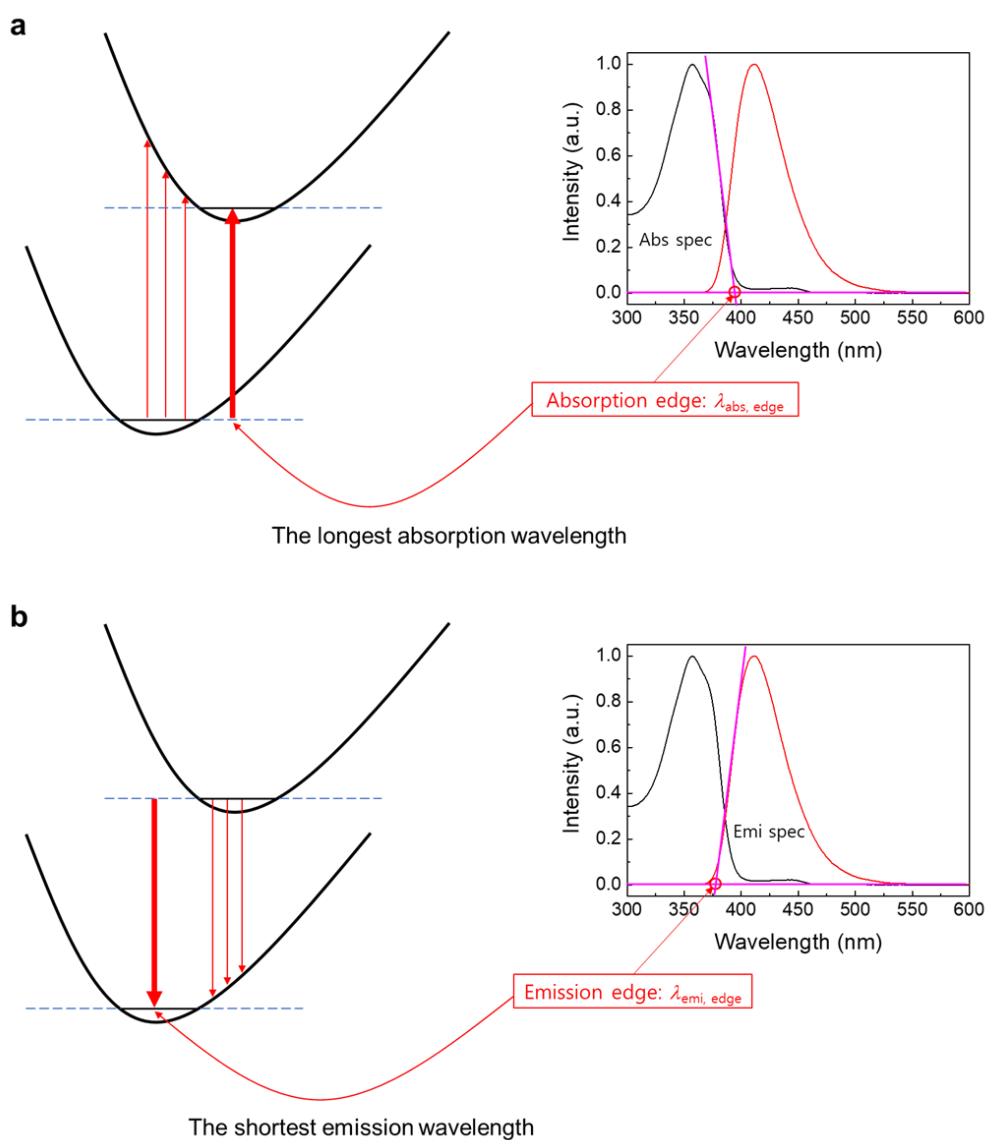 a
1.0
0.8
0.6
0.4
0.2
0.0
Intensity (a.u.)
Abs spec
300 350 400 450 500 550 600
Wavelength (nm)
Absorption edge: λabs, edge
The longest absorption wavelength
b
1.0
0.8
0.6
0.4
0.2
0.0
Intensity (a.u.)
Emi spec
300 350 400 450 500 550 600
Wavelength (nm)
Emission edge: λemi, edge
The shortest emission wavelength